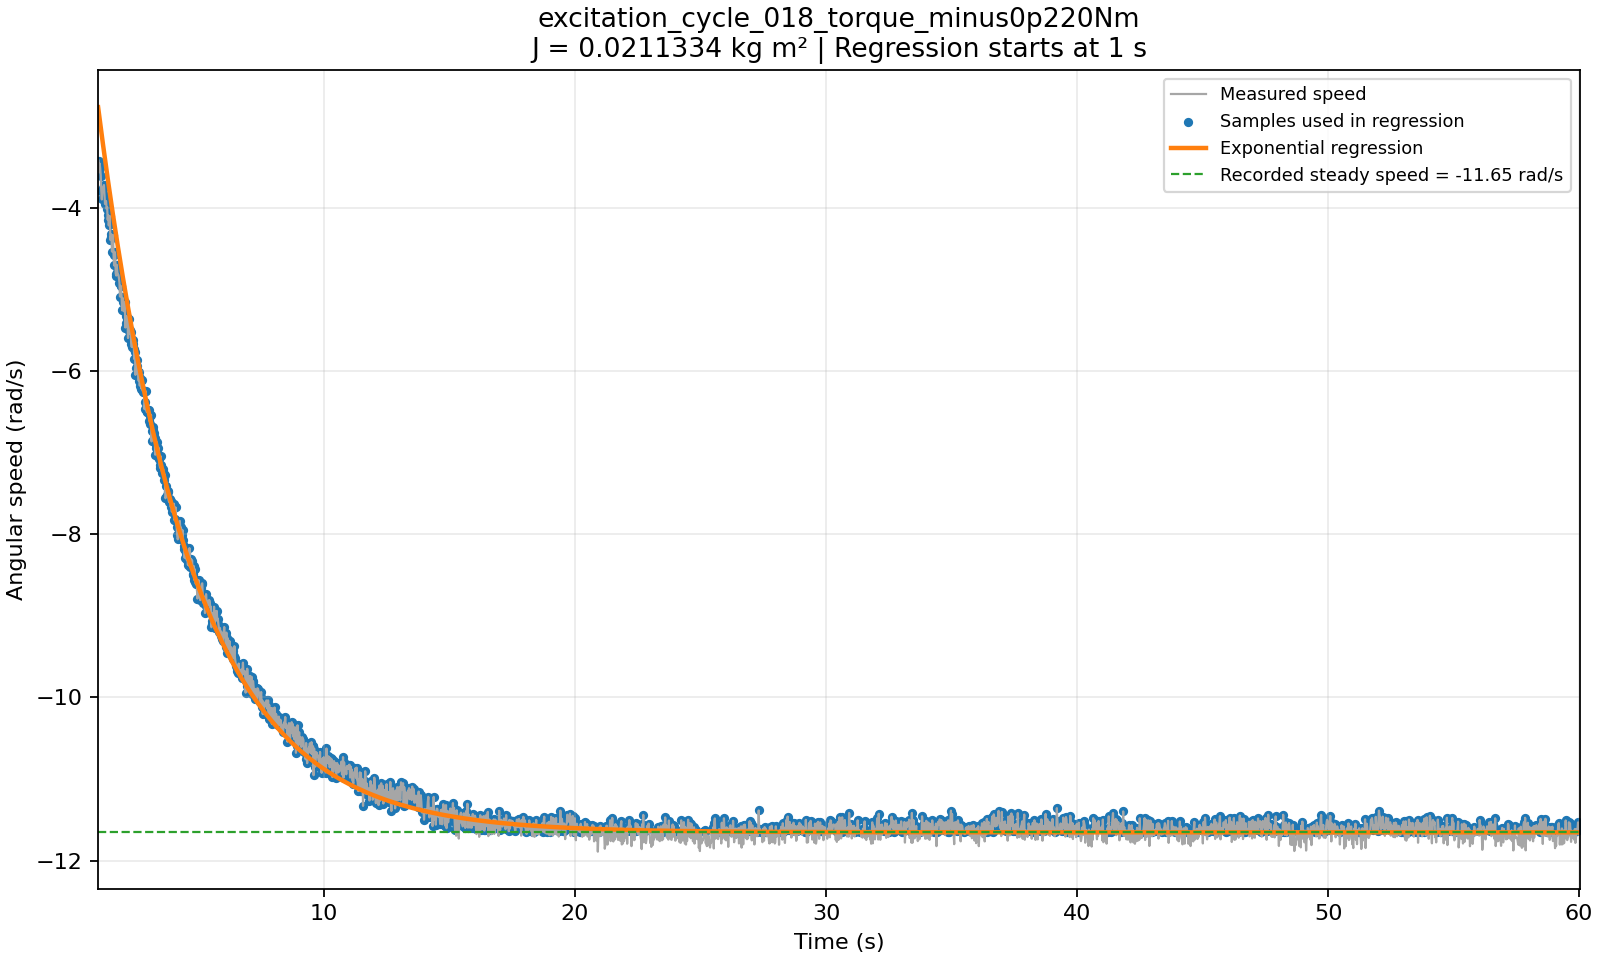 excitation_cycle_018_torque_minus0p220Nm
J = 0.0211334 kg m² | Regression starts at 1 s
Measured speed
Samples used in regression
Exponential regression
Recorded steady speed = -11.65 rad/s
Angular speed (rad/s)
−4
−6
−8
−10
−12
10 20 30 40 50 60
Time (s)